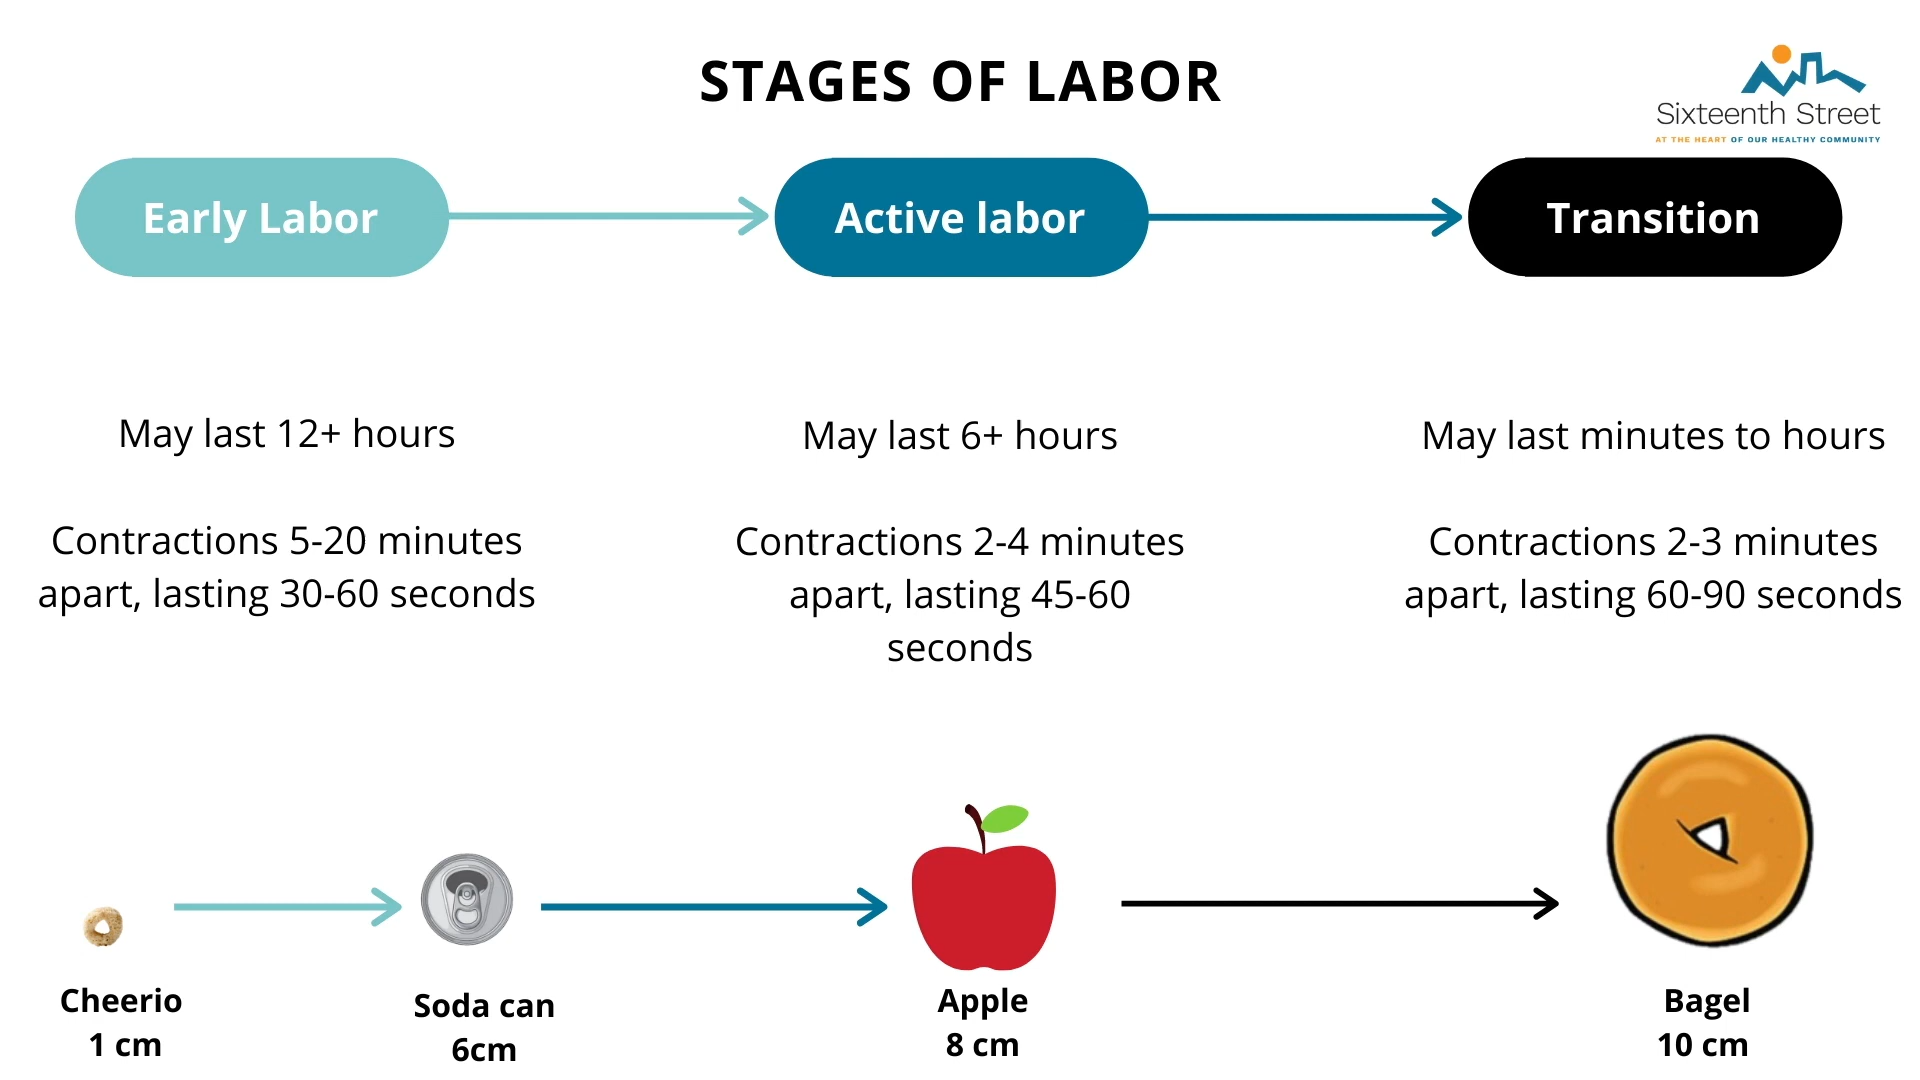 STAGES OF LABOR
Sixteenth Street
AT THE HEART OF OUR HEALTHY COMMUNITY
Early Labor
Active labor
Transition
May last 12+ hours
Contractions 5-20 minutes
apart, lasting 30-60 seconds
May last 6+ hours
Contractions 2-4 minutes
apart, lasting 45-60
seconds
May last minutes to hours
Contractions 2-3 minutes
apart, lasting 60-90 seconds
Cheerio
1 cm
Soda can
6cm
Apple
8 cm
Bagel
10 cm